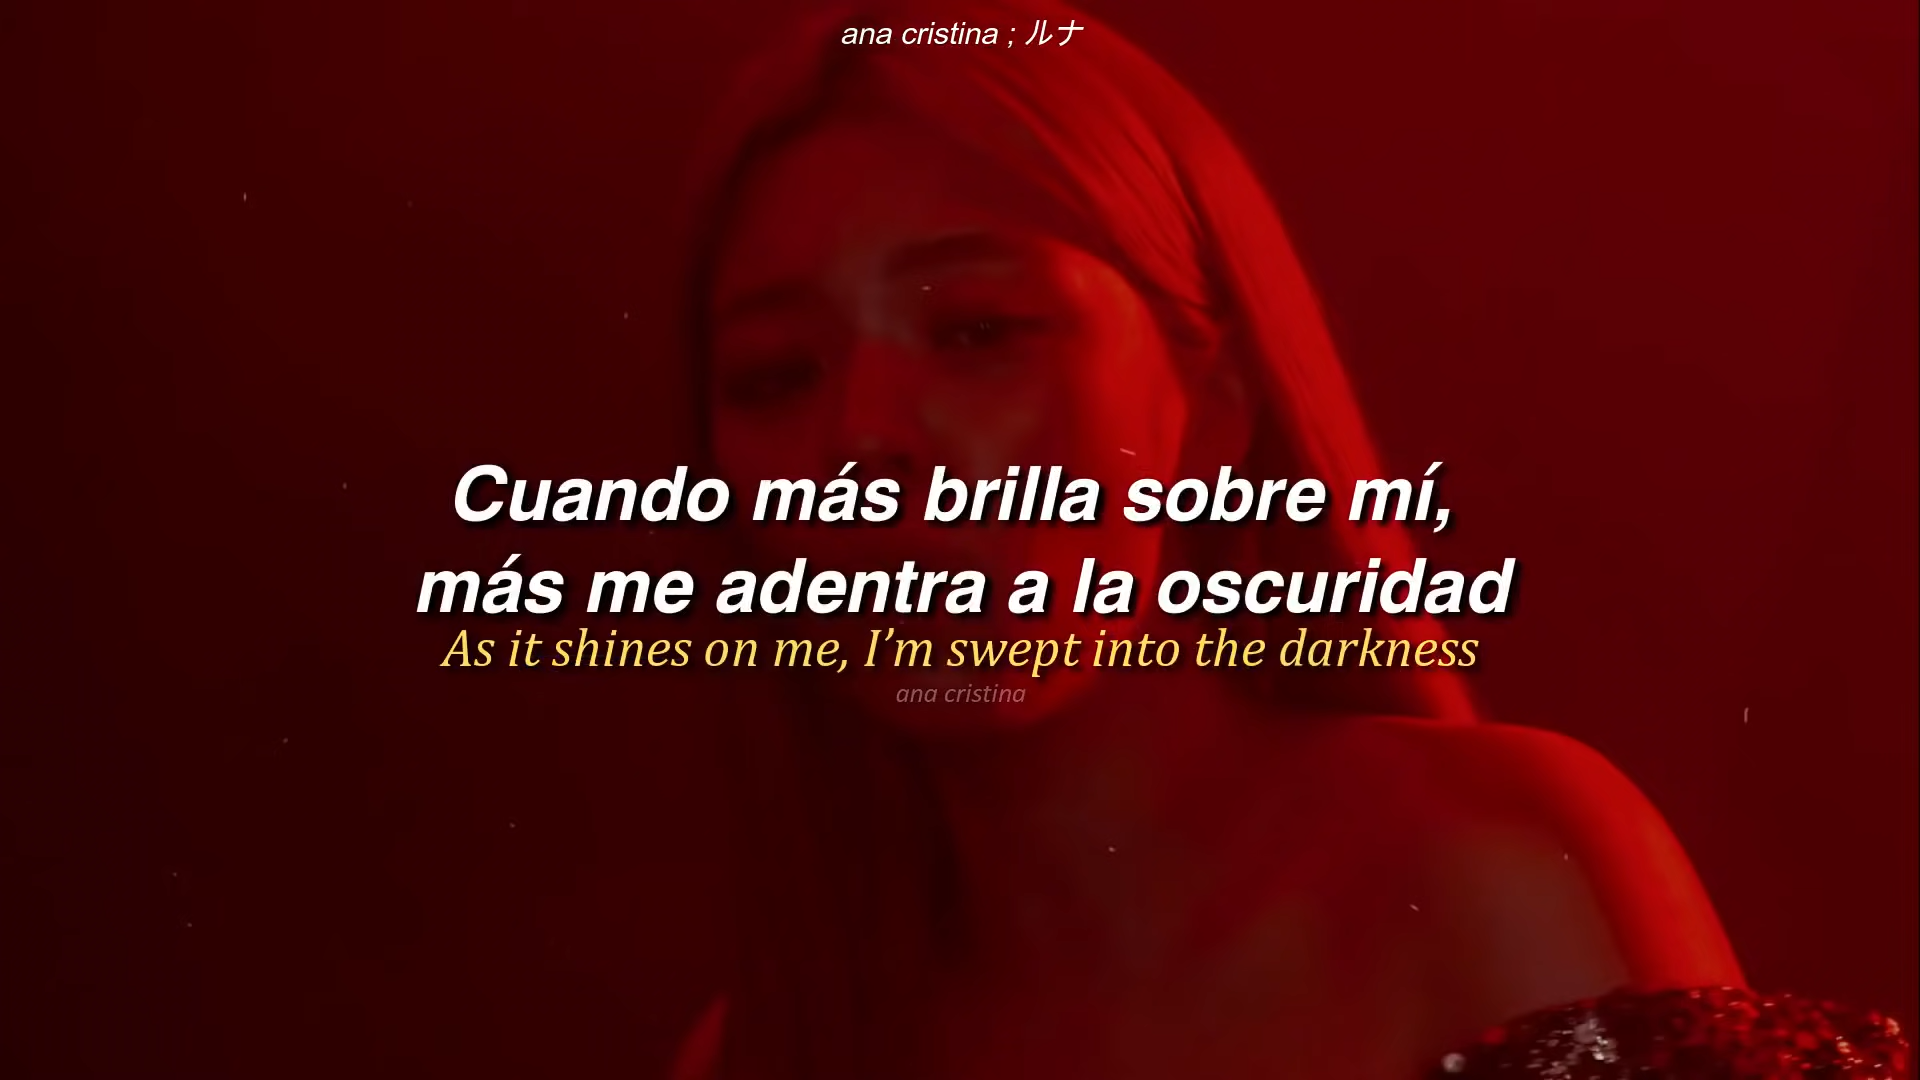 ana cristina ; ルナ
Cuando más brilla sobre mí,
más me adentra a la oscuridad
As it shines on me, I’m swept into the darkness
ana cristina